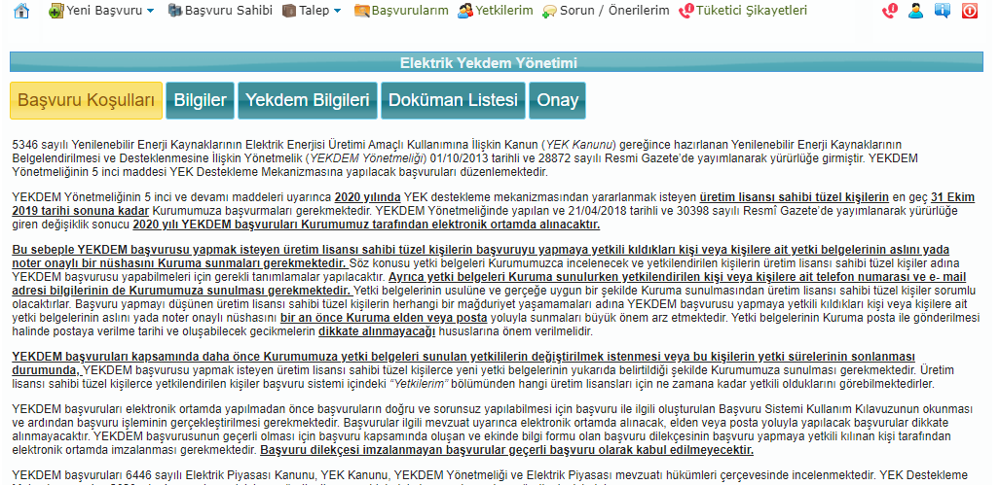 Yeni Başvuru Başvuru Sahibi Talep Başvurularım Yetkilerim Sorun / Önerilerim Tüketici Şikayetleri
Elektrik Yekdem Yönetimi
Başvuru Koşulları Bilgiler Yekdem Bilgileri Doküman Listesi Onay
5346 sayılı Yenilenebilir Enerji Kaynaklarının Elektrik Enerjisi Üretimi Amaçlı Kullanımına İlişkin Kanun (YEK Kanunu) gereğince hazırlanan Yenilenebilir Enerji Kaynaklarının
Belgelendirilmesi ve Desteklenmesine İlişkin Yönetmelik (YEKDEM Yönetmeliği) 01/10/2013 tarihli ve 28872 sayılı Resmi Gazete'de yayımlanarak yürürlüğe girmiştir. YEKDEM
Yönetmeliğinin 5 inci maddesi YEK Destekleme Mekanizmasına yapılacak başvuruları düzenlemektedir.
YEKDEM Yönetmeliğinin 5 inci ve devamı maddeleri uyarınca 2020 yılında YEK destekleme mekanizmasından yararlanmak isteyen üretim lisansı sahibi tüzel kişilerin en geç 31 Ekim
2019 tarihi sonuna kadar Kurumumuza başvurmaları gerekmektedir. YEKDEM Yönetmeliğinde yapılan ve 21/04/2018 tarihli ve 30398 sayılı Resmî Gazete'de yayımlanarak yürürlüğe
giren değişiklik sonucu 2020 yılı YEKDEM başvuruları Kurumumuz tarafından elektronik ortamda alınacaktır.
Bu sebeple YEKDEM başvurusu yapmak isteyen üretim lisansı sahibi tüzel kişilerin başvuruyu yapmaya yetkili kıldıkları kişi veya kişilere ait yetki belgelerinin aslını yada
noter onaylı bir nüshasını Kuruma sunmaları gerekmektedir. Söz konusu yetki belgeleri Kurumumuzca incelenecek ve yetkilendirilen kişilerin üretim lisansı sahibi tüzel kişiler adına
YEKDEM başvurusu yapabilmeleri için gerekli tanımlamalar yapılacaktır. Ayrıca yetki belgeleri Kuruma sunulurken yetkilendirilen kişi veya kişilere ait telefon numarası ve e- mail
adresi bilgilerinin de Kurumumuza sunulması gerekmektedir. Yetki belgelerinin usulüne ve gerçeğe uygun bir şekilde Kuruma sunulmasından üretim lisansı sahibi tüzel kişiler sorumlu
olacaktırlar. Başvuru yapmayı düşünen üretim lisansı sahibi tüzel kişilerin herhangi bir mağduriyet yaşamamaları adına YEKDEM başvurusu yapmaya yetkili kıldıkları kişi veya kişilere ait
yetki belgelerinin aslını yada noter onaylı nüshasını bir an önce Kuruma elden veya posta yoluyla sunmaları büyük önem arz etmektedir. Yetki belgelerinin Kuruma posta ile gönderilmesi
halinde postaya verilme tarihi ve oluşabilecek gecikmelerin dikkate alınmayacağı hususlarına önem verilmelidir.
YEKDEM başvuruları kapsamında daha önce Kurumumuza yetki belgeleri sunulan yetkililerin değiştirilmek istenmesi veya bu kişilerin yetki sürelerinin sonlanması
durumunda, YEKDEM başvurusu yapmak isteyen üretim lisansı sahibi tüzel kişilerce yeni yetki belgelerinin yukarıda belirtildiği şekilde Kurumumuza sunulması gerekmektedir. Üretim
lisansı sahibi tüzel kişilerce yetkilendirilen kişiler başvuru sistemi içindeki "Yetkilerim" bölümünden hangi üretim lisansları için ne zamana kadar yetkili olduklarını görebilmektedirler.
YEKDEM başvuruları elektronik ortamda yapılmadan önce başvuruların doğru ve sorunsuz yapılabilmesi için başvuru ile ilgili oluşturulan Başvuru Sistemi Kullanım Kılavuzunun okunması
ve ardından başvuru işleminin gerçekleştirilmesi gerekmektedir. Başvurular ilgili mevzuat uyarınca elektronik ortamda alınacak, elden veya posta yoluyla yapılacak başvurular dikkate
alınmayacaktır. YEKDEM başvurusunun geçerli olması için başvuru kapsamında oluşan ve ekinde bilgi formu olan başvuru dilekçesinin başvuru yapmaya yetkili kılınan kişi tarafından
elektronik ortamda imzalanması gerekmektedir. Başvuru dilekçesi imzalanmayan başvurular geçerli başvuru olarak kabul edilmeyecektir.
YEKDEM başvuruları 6446 sayılı Elektrik Piyasası Kanunu, YEK Kanunu, YEKDEM Yönetmeliği ve Elektrik Piyasası mevzuatı hükümleri çerçevesinde incelenmektedir. YEK Destekleme